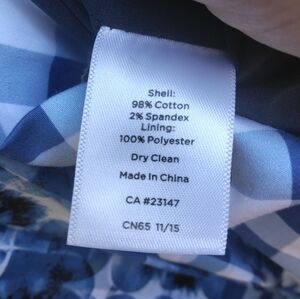 Shell:
98% Cotton
2% Spandex
Lining:
100% Polyester
Dry Clean
Made In China
CA #23147
CN65 11/15